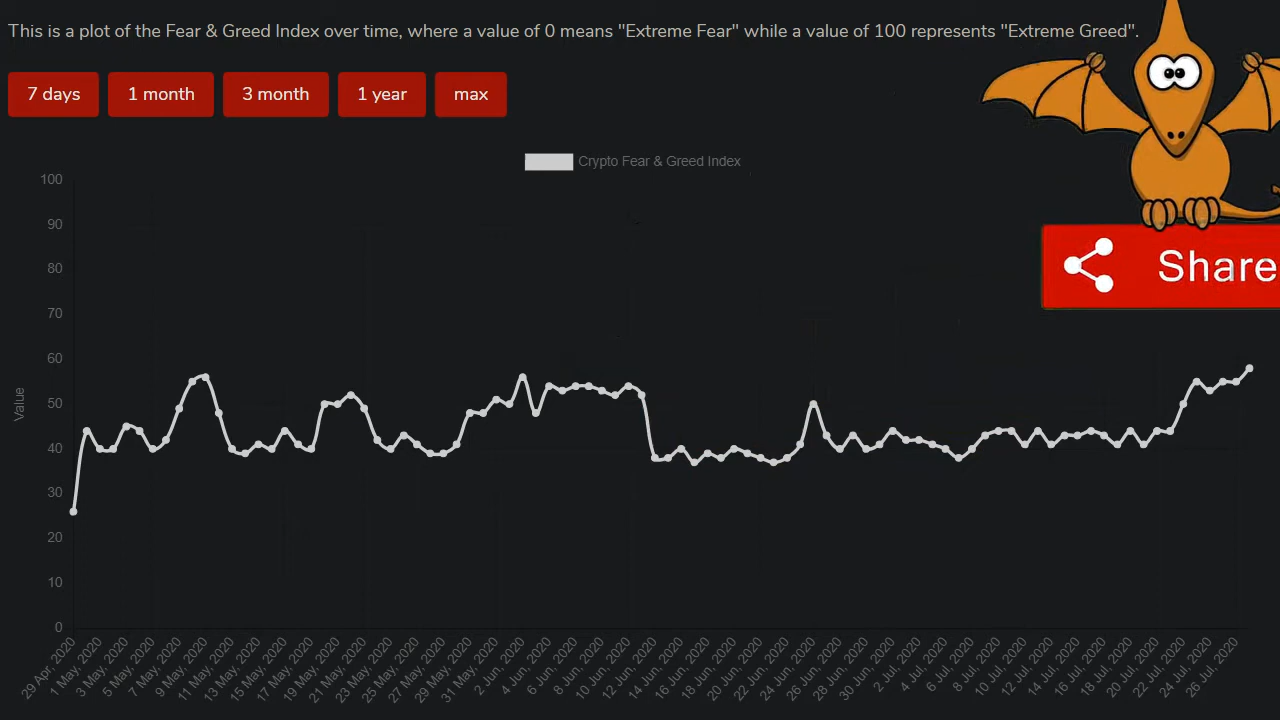 This is a plot of the Fear & Greed Index over time, where a value of 0 means "Extreme Fear" while a value of 100 represents "Extreme Greed".
7 days 1 month 3 month 1 year max
Crypto Fear & Greed Index
Share
100
90
80
70
60
50
40
30
20
10
0
Value
29 Apr, 2020
1 May, 2020
3 May, 2020
5 May, 2020
7 May, 2020
9 May, 2020
11 May, 2020
13 May, 2020
15 May, 2020
17 May, 2020
19 May, 2020
21 May, 2020
23 May, 2020
25 May, 2020
27 May, 2020
29 May, 2020
31 May, 2020
2 Jun, 2020
4 Jun, 2020
6 Jun, 2020
8 Jun, 2020
10 Jun, 2020
12 Jun, 2020
14 Jun, 2020
16 Jun, 2020
18 Jun, 2020
20 Jun, 2020
22 Jun, 2020
24 Jun, 2020
26 Jun, 2020
28 Jun, 2020
30 Jun, 2020
2 Jul, 2020
4 Jul, 2020
6 Jul, 2020
8 Jul, 2020
10 Jul, 2020
12 Jul, 2020
14 Jul, 2020
16 Jul, 2020
18 Jul, 2020
20 Jul, 2020
22 Jul, 2020
24 Jul, 2020
26 Jul, 2020